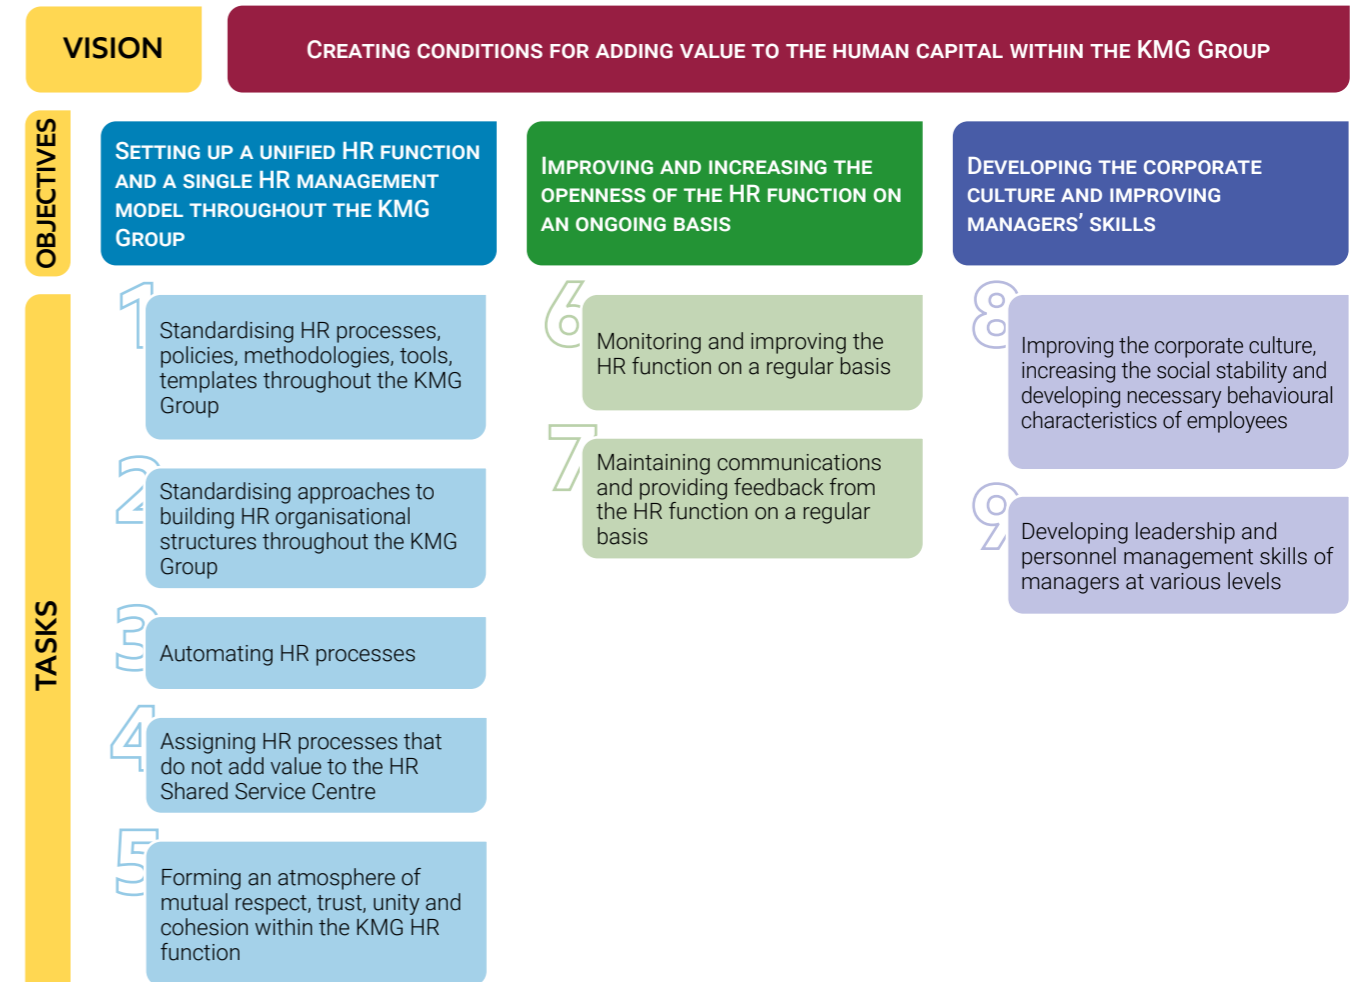 VISION
CREATING CONDITIONS FOR ADDING VALUE TO THE HUMAN CAPITAL WITHIN THE KMG GROUP
OBJECTIVES
SETTING UP A UNIFIED HR FUNCTION
AND A SINGLE HR MANAGEMENT
MODEL THROUGHOUT THE KMG
GROUP
IMPROVING AND INCREASING THE
OPENNESS OF THE HR FUNCTION ON
AN ONGOING BASIS
DEVELOPING THE CORPORATE
CULTURE AND IMPROVING
MANAGERS’ SKILLS
TASKS
1
Standardising HR processes,
policies, methodologies, tools,
templates throughout the KMG
Group
2
Standardising approaches to
building HR organisational
structures throughout the KMG
Group
3
Automating HR processes
4
Assigning HR processes that
do not add value to the HR
Shared Service Centre
5
Forming an atmosphere of
mutual respect, trust, unity and
cohesion within the KMG HR
function
6
Monitoring and improving the
HR function on a regular basis
7
Maintaining communications
and providing feedback from
the HR function on a regular
basis
8
Improving the corporate culture,
increasing the social stability and
developing necessary behavioural
characteristics of employees
9
Developing leadership and
personnel management skills of
managers at various levels